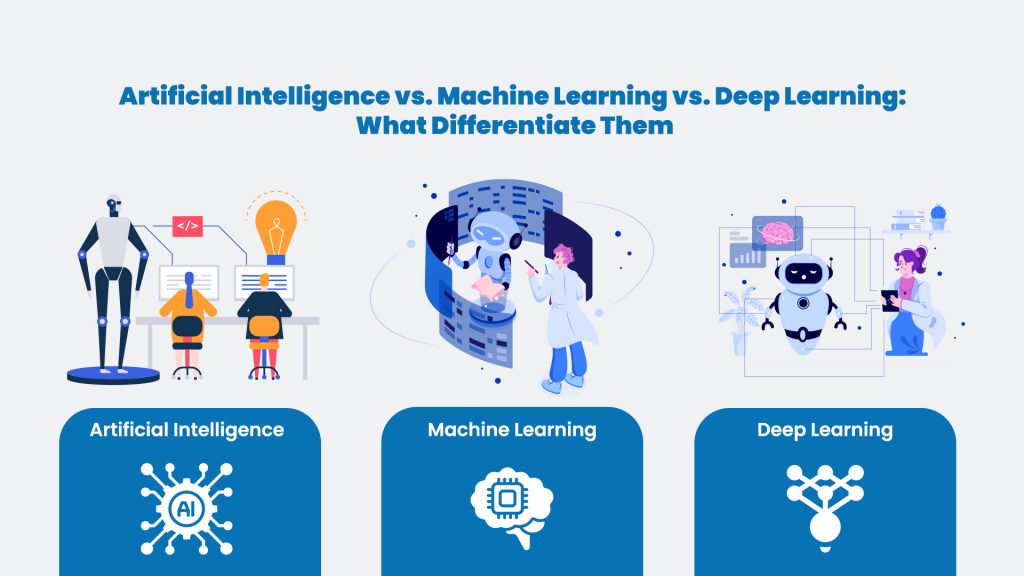 Artificial Intelligence vs. Machine Learning vs. Deep Learning:
What Differentiate Them
</>
Artificial Intelligence
Machine Learning
Deep Learning
AI